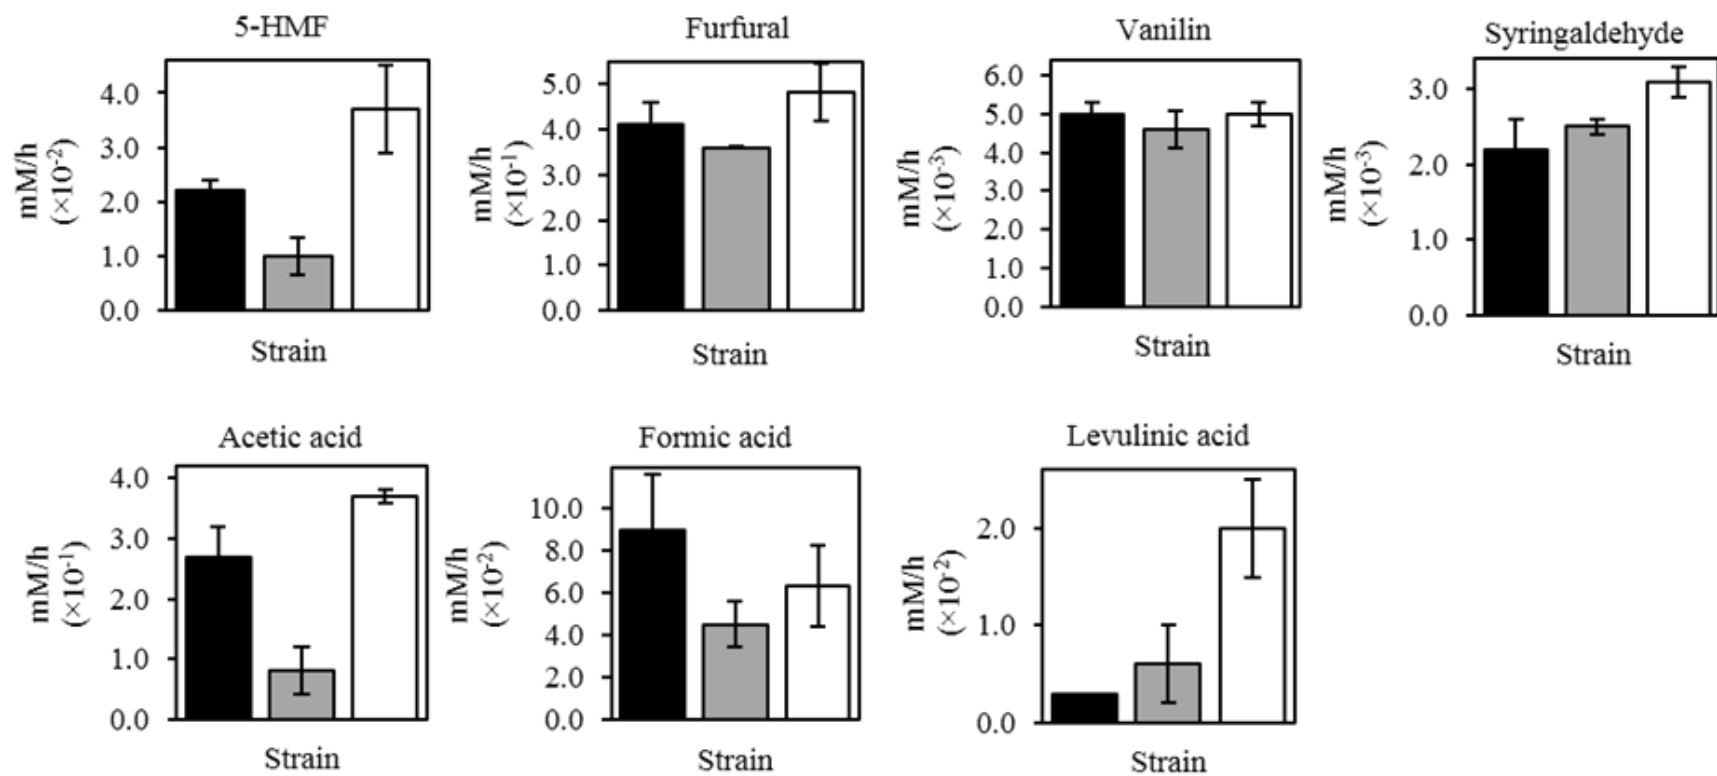 5-HMF
mM/h
(×10⁻²)
4.0
3.0
2.0
1.0
0.0
Strain
Furfural
mM/h
(×10⁻¹)
5.0
4.0
3.0
2.0
1.0
0.0
Strain
Vanilin
mM/h
(×10⁻³)
6.0
5.0
4.0
3.0
2.0
1.0
0.0
Strain
Syringaldehyde
mM/h
(×10⁻³)
3.0
2.0
1.0
0.0
Strain
Acetic acid
mM/h
(×10⁻¹)
4.0
3.0
2.0
1.0
0.0
Strain
Formic acid
mM/h
(×10⁻²)
10.0
8.0
6.0
4.0
2.0
0.0
Strain
Levulinic acid
mM/h
(×10⁻²)
2.0
1.0
0.0
Strain